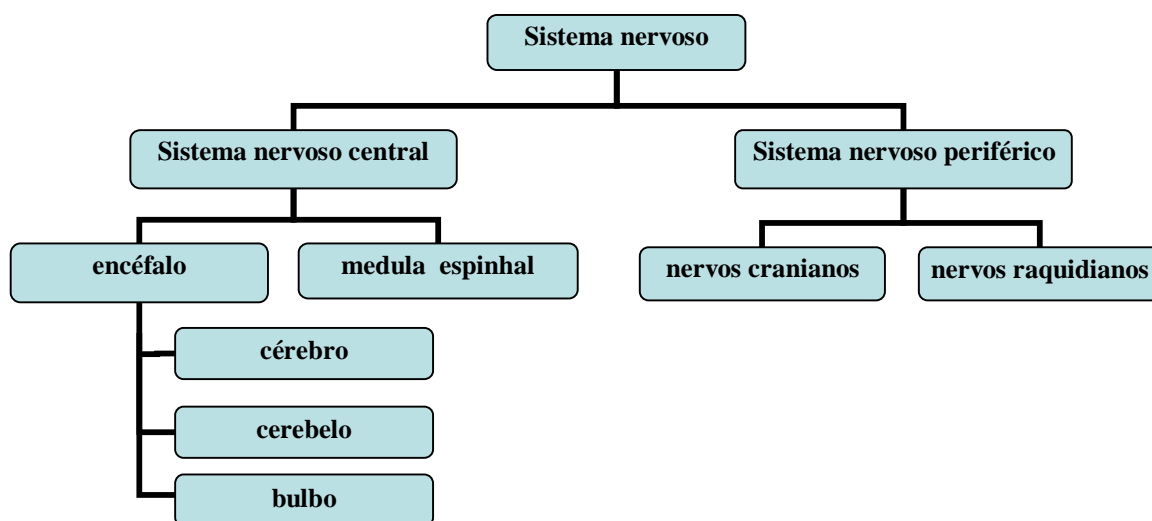 Sistema nervoso
Sistema nervoso central
Sistema nervoso periférico
encéfalo
medula espinhal
nervos cranianos
nervos raquidianos
cérebro
cerebelo
bulbo